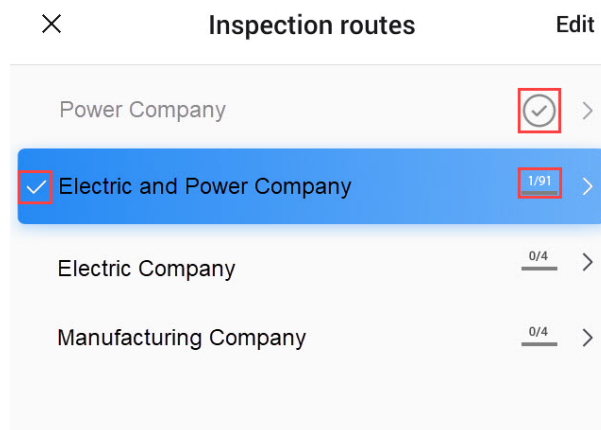 Inspection routes Edit
Power Company
Electric and Power Company 1/91
Electric Company 0/4
Manufacturing Company 0/4